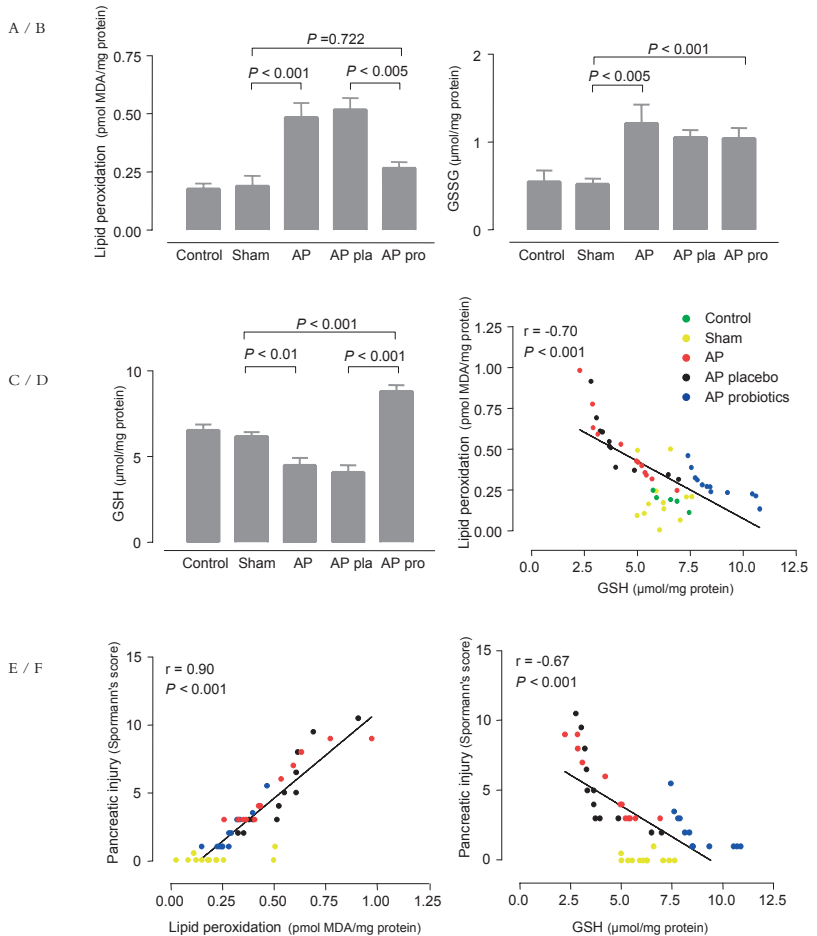 A / B
P =0.722
P < 0.001
P < 0.005
0.75
0.50
0.25
0.00
Lipid peroxidation (pmol MDA/mg protein)
Control Sham AP AP pla AP pro
P < 0.001
P < 0.005
2
1
0
GSSG (µmol/mg protein)
Control Sham AP AP pla AP pro
C / D
P < 0.001
P < 0.01
P < 0.001
10
5
0
GSH (µmol/mg protein)
Control Sham AP AP pla AP pro
r = -0.70
P < 0.001
Control
Sham
AP
AP placebo
AP probiotics
1.25
1.00
0.75
0.50
0.25
0.00
Lipid peroxidation (pmol MDA/mg protein)
0.0 2.5 5.0 7.5 10.0 12.5
GSH (µmol/mg protein)
E / F
r = 0.90
P < 0.001
15
10
5
0
Pancreatic injury (Spormann's score)
0.00 0.25 0.50 0.75 1.00 1.25
Lipid peroxidation (pmol MDA/mg protein)
r = -0.67
P < 0.001
15
10
5
0
Pancreatic injury (Spormann's score)
0.0 2.5 5.0 7.5 10.0 12.5
GSH (µmol/mg protein)